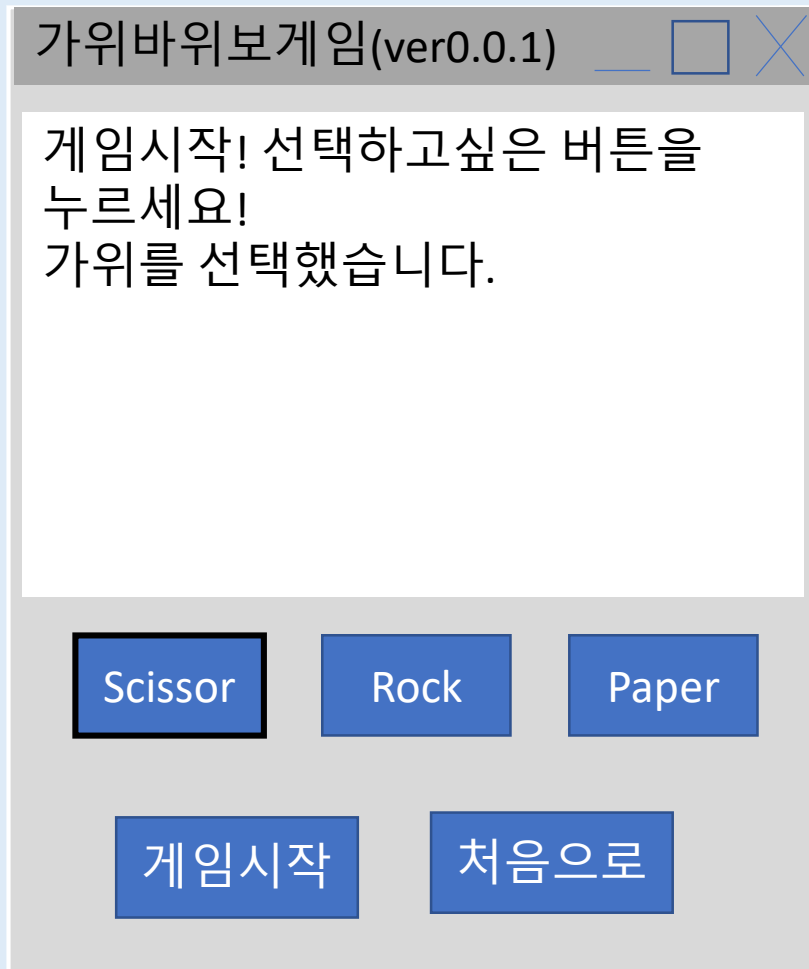 가위바위보게임(ver0.0.1)
게임시작! 선택하고싶은 버튼을
누르세요!
가위를 선택했습니다.
Scissor
Rock
Paper
게임시작
처음으로